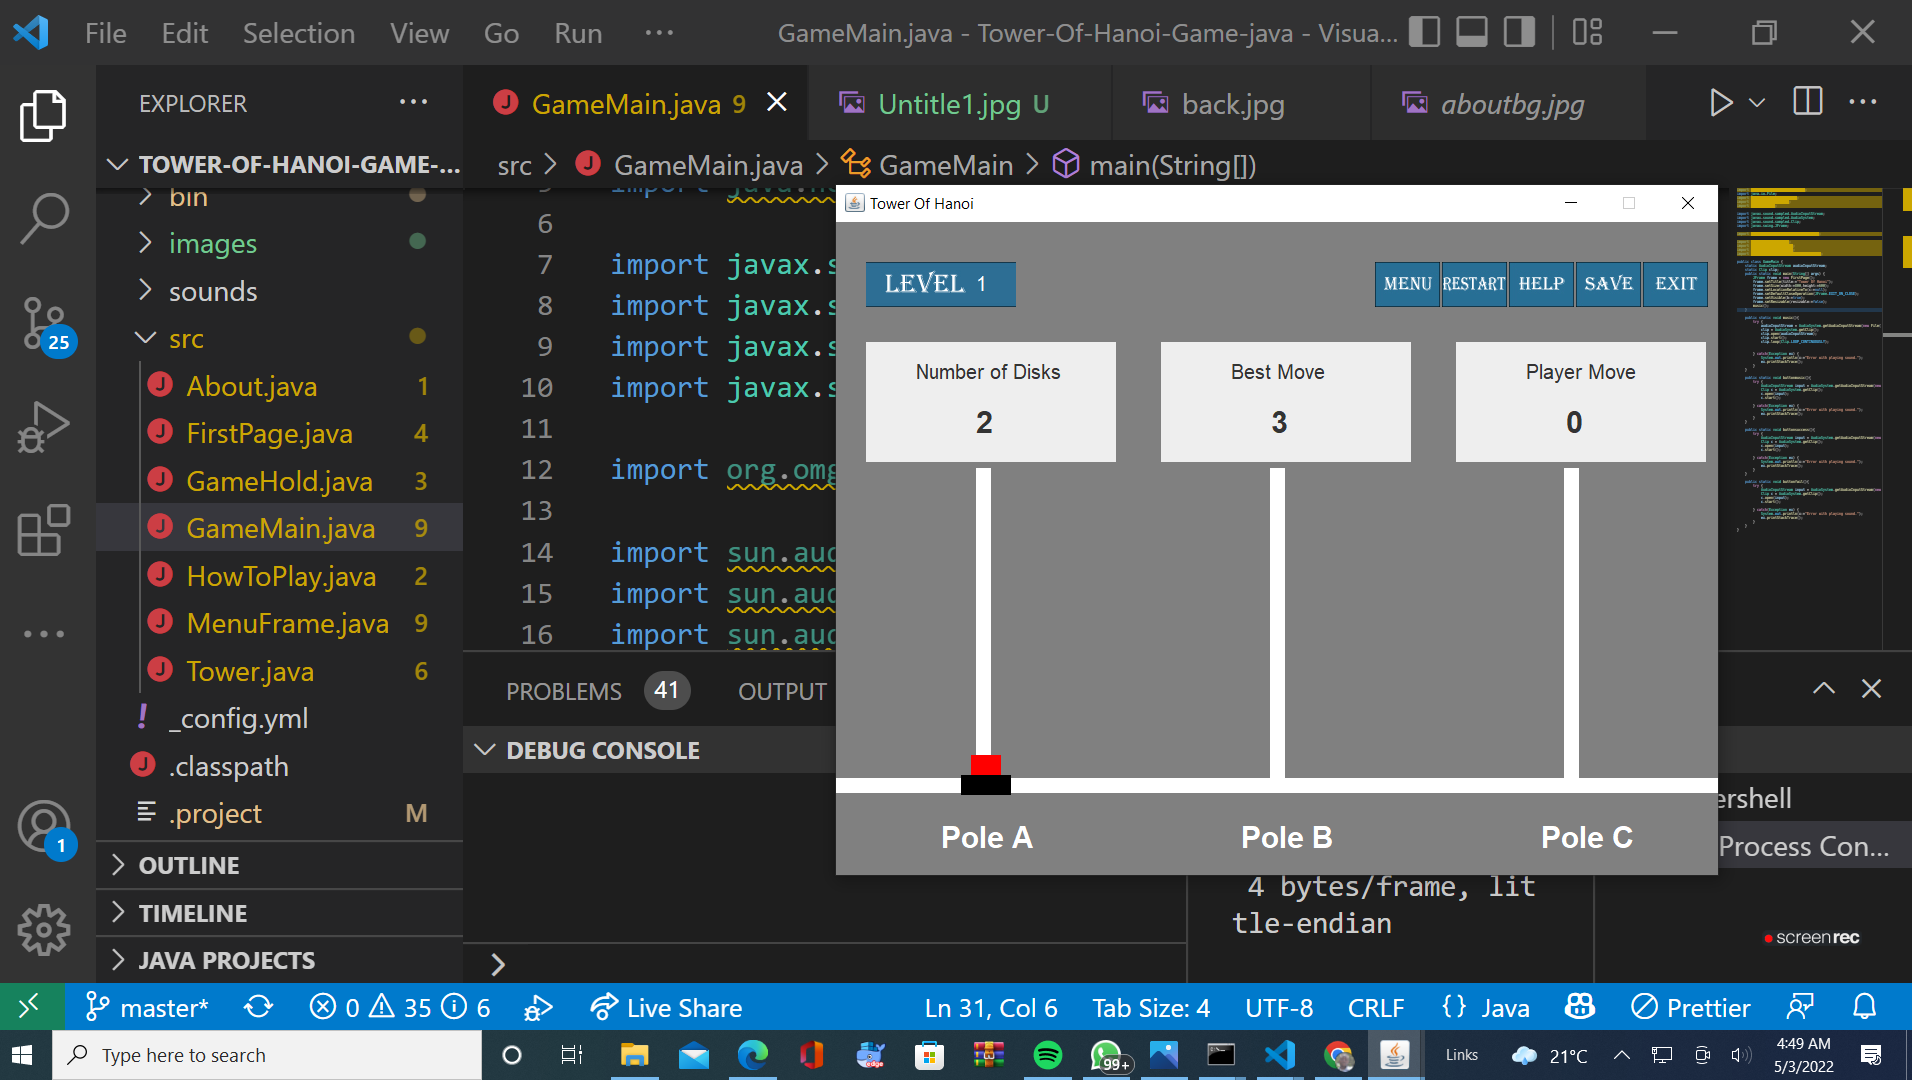 File Edit Selection View Go Run ··· GameMain.java - Tower-Of-Hanoi-Game-java - Visua...
EXPLORER ···
GameMain.java 9
Untitle1.jpg U
back.jpg
aboutbg.jpg
TOWER-OF-HANOI-GAME-...
src > GameMain.java > GameMain > main(String[])
bin
images
sounds
src
About.java 1
FirstPage.java 4
GameHold.java 3
GameMain.java 9
HowToPlay.java 2
MenuFrame.java 9
Tower.java 6
_config.yml
.classpath
.project M
OUTLINE
TIMELINE
JAVA PROJECTS
25
1
6
7 import javax.s
8 import javax.s
9 import javax.s
10 import javax.s
11
12 import org.omg
13
14 import sun.aud
15 import sun.aud
16 import sun.aud
PROBLEMS 41 OUTPUT
DEBUG CONSOLE
Tower Of Hanoi
LEVEL 1
MENU RESTART HELP SAVE EXIT
Number of Disks
2
Best Move
3
Player Move
0
Pole A Pole B Pole C
ershell
Process Con...
4 bytes/frame, lit
tle-endian
screenrec
master* 0 35 6 Live Share Ln 31, Col 6 Tab Size: 4 UTF-8 CRLF {} Java Prettier
Type here to search
edge
99+
Links 21°C
4:49 AM
5/3/2022